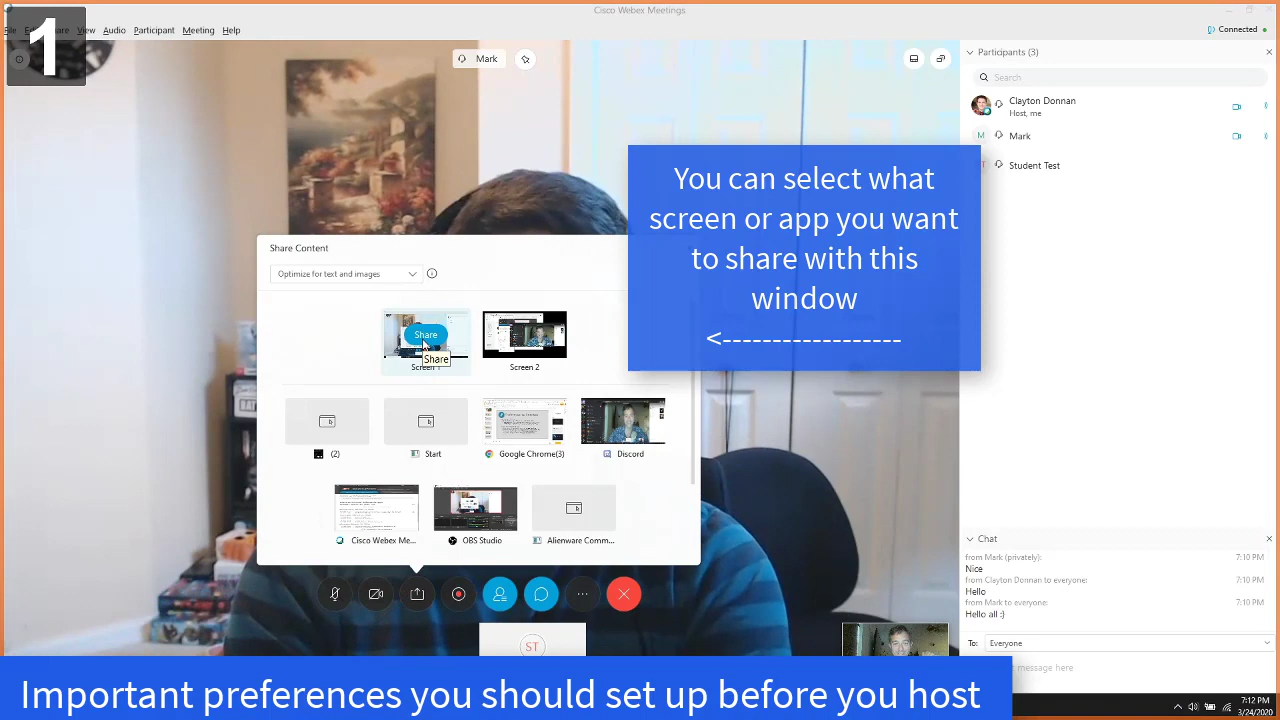 Cisco Webex Meetings
1
File Edit Share View Audio Participant Meeting Help
Connected
Mark
Participants (3)
Search
Clayton Donnan
Host, me
M Mark
T Student Test
You can select what
screen or app you want
to share with this
window
<------------------
Share Content
Optimize for text and images
Share
Share
Screen 1
Screen 2
(2)
Start
Google Chrome(3)
Discord
Cisco Webex Me...
OBS Studio
Alienware Comm...
ST
Chat
from Mark (privately): 7:10 PM
Nice
from Clayton Donnan to everyone: 7:10 PM
Hello
from Mark to everyone: 7:10 PM
Hello all :)
To: Everyone
message here
Important preferences you should set up before you host
7:12 PM
3/24/2020